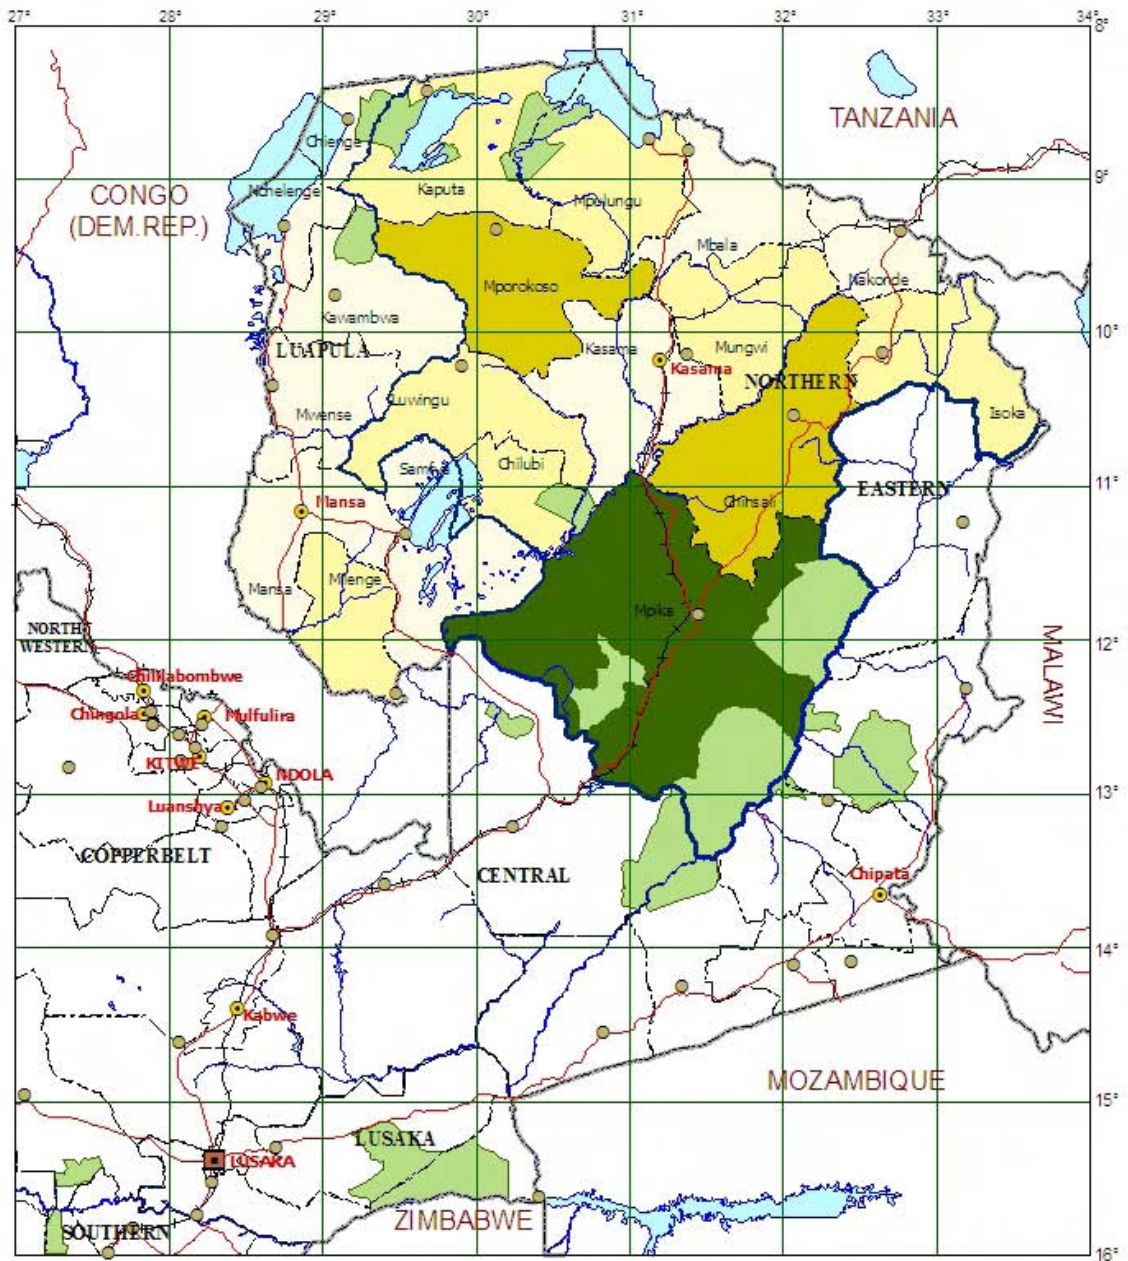 27° 28° 29° 30° 31° 32° 33° 34°
8°
TANZANIA
Chienge
CONGO
(DEM.REP.)
Nchelenge
Kaputa
9°
Mpulungu
Mbala
Mporokoso
Nakonde
Kawambwa
10°
LUAPULA
Kasama
Kasama
Mungwi
NORTHERN
Luwingu
Mwense
Isoka
Samfya
Chilubi
EASTERN
11°
Mansa
Chinsali
Mansa
Milenge
Mpika
NORTH
WESTERN
12°
MALAWI
Chililabombwe
Chingola
Mulfulira
KITWE
NDOLA
Luanshya
13°
COPPERBELT
CENTRAL
Chipata
14°
Kabwe
MOZAMBIQUE
15°
LUSAKA
LUSAKA
ZIMBABWE
SOUTHERN
16°